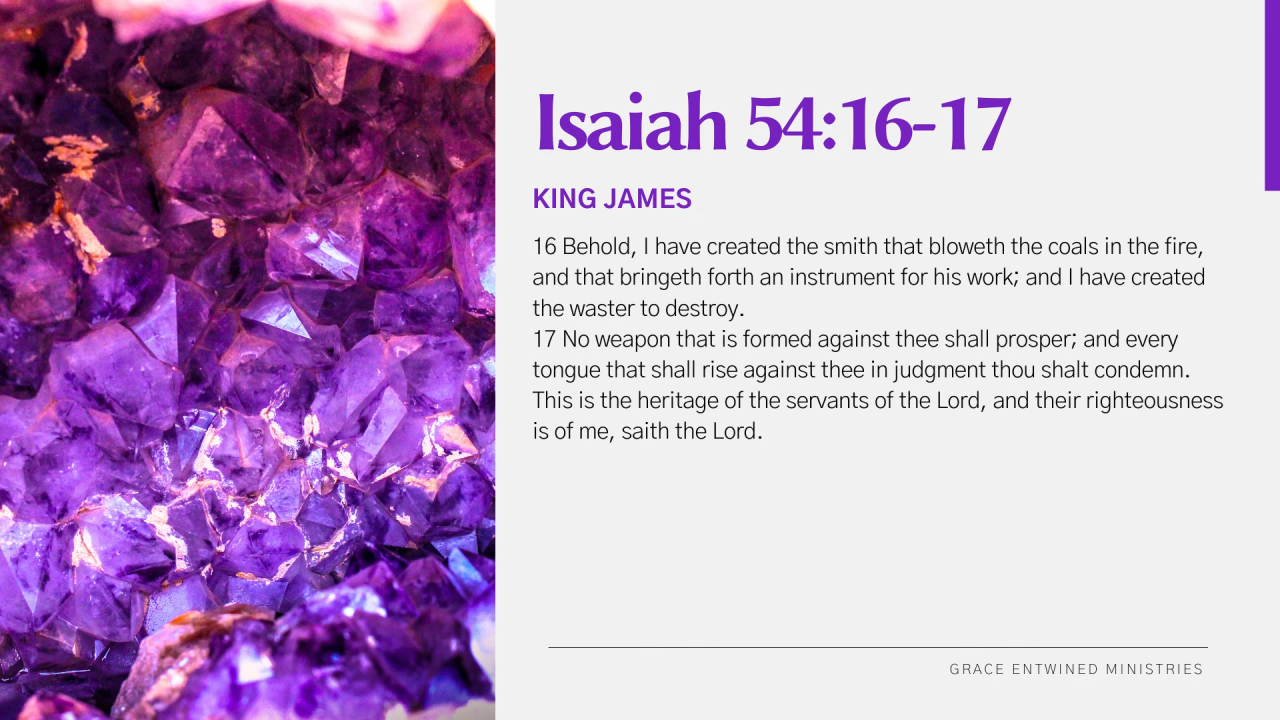 Isaiah 54:16-17
KING JAMES
16 Behold, I have created the smith that bloweth the coals in the fire,
and that bringeth forth an instrument for his work; and I have created
the waster to destroy.
17 No weapon that is formed against thee shall prosper; and every
tongue that shall rise against thee in judgment thou shalt condemn.
This is the heritage of the servants of the Lord, and their righteousness
is of me, saith the Lord.
GRACE ENTWINED MINISTRIES